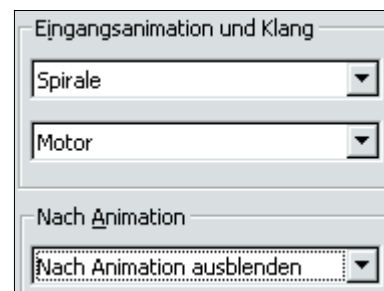 Eingangsanimation und Klang
Spirale
Motor
Nach Animation
Nach Animation ausblenden